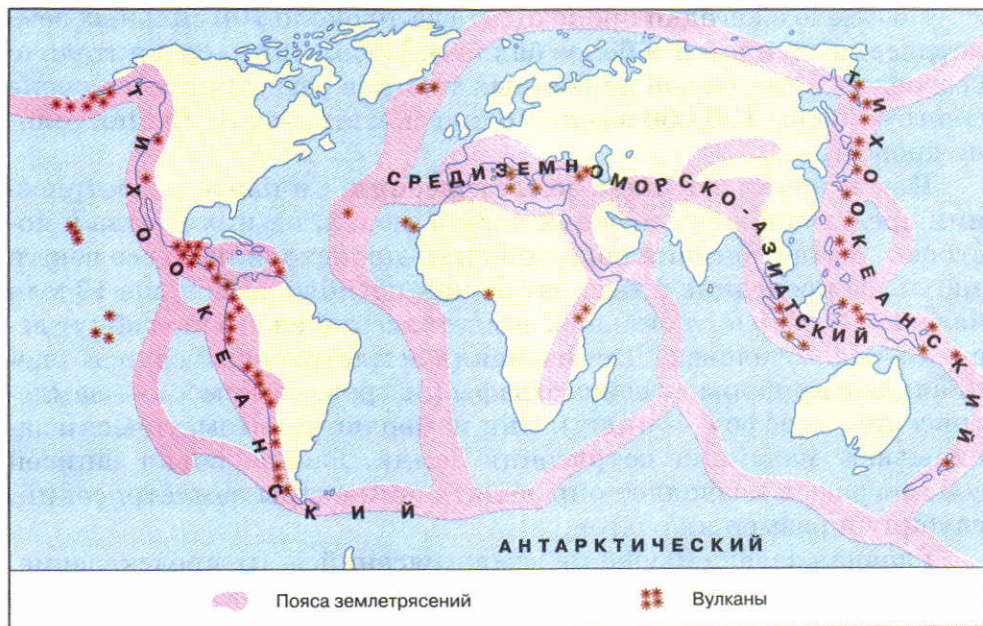 ТИХООКЕАНСКИЙ
СРЕДИЗЕМНОМОРСКО-АЗИАТСКИЙ
ТИХООКЕАНСКИЙ
АНТАРКТИЧЕСКИЙ
Пояса землетрясений
Вулканы